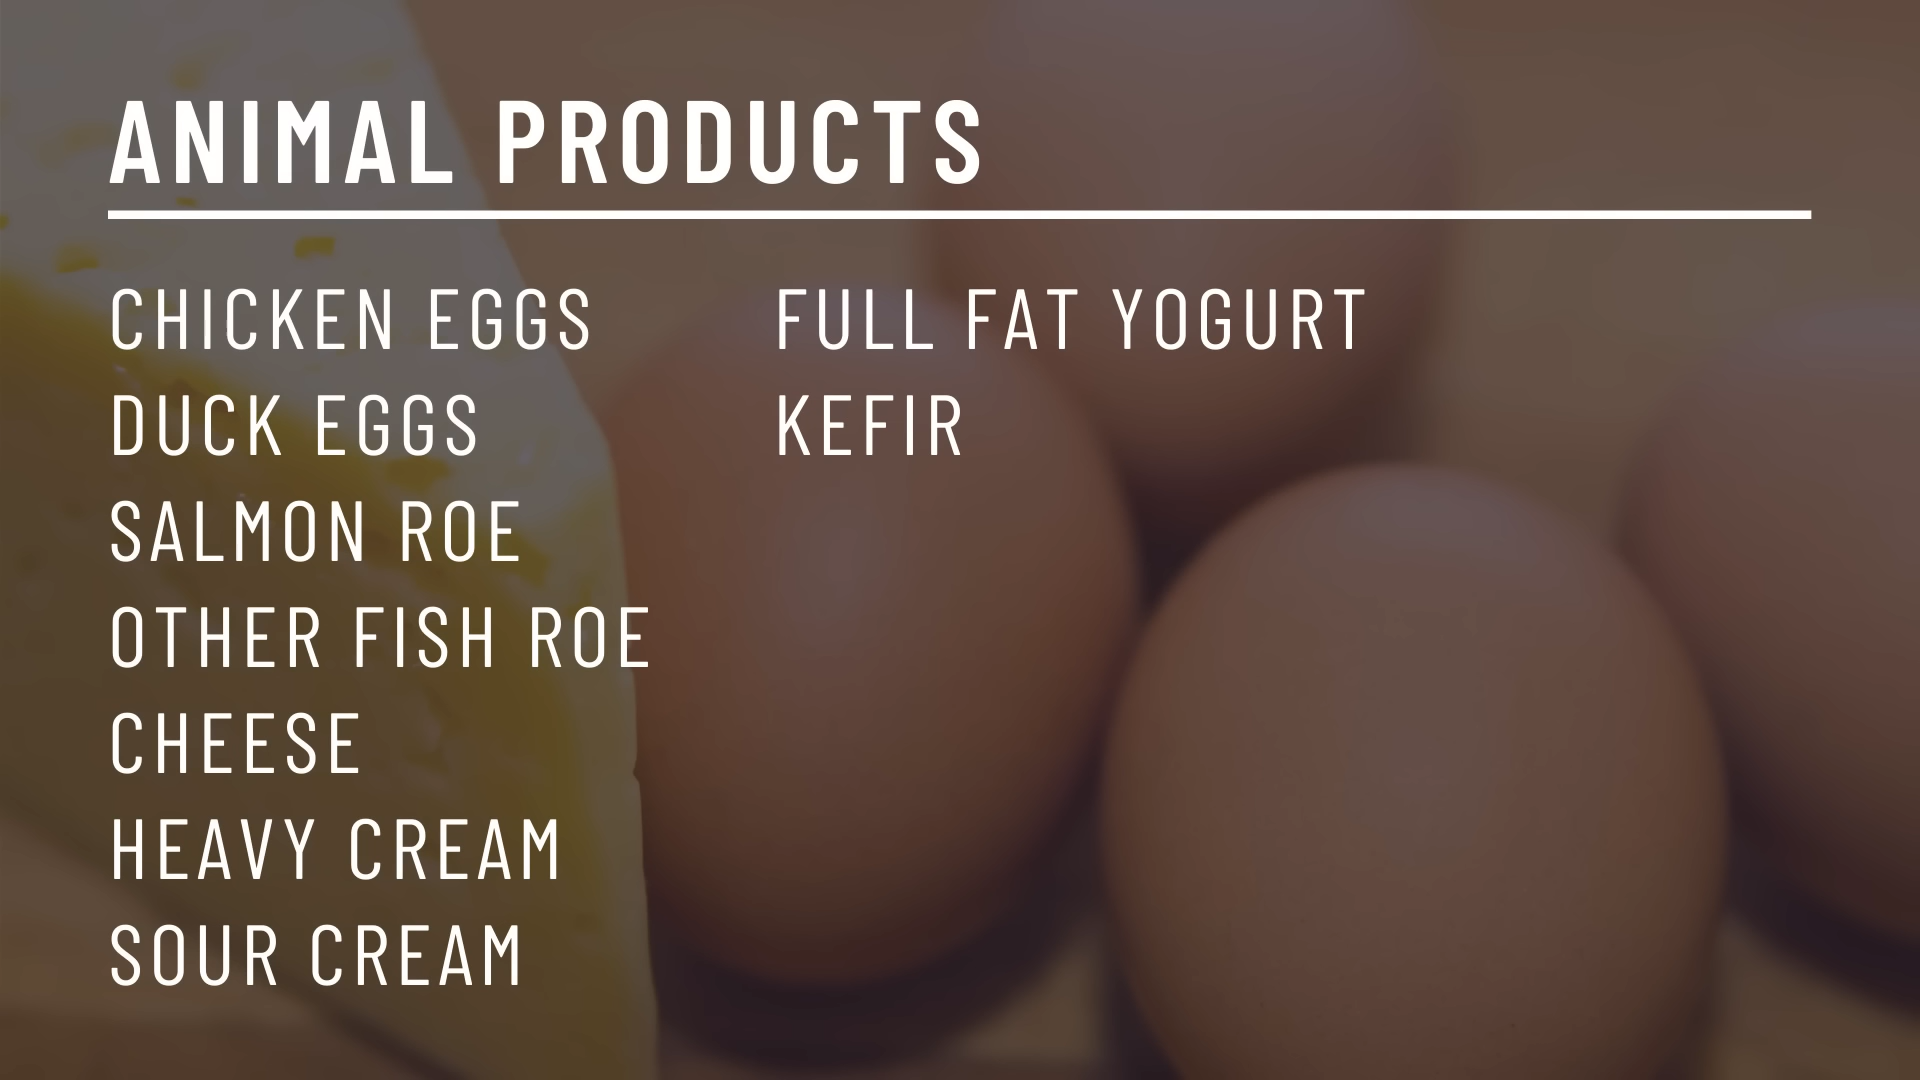 ANIMAL PRODUCTS
CHICKEN EGGS
DUCK EGGS
SALMON ROE
OTHER FISH ROE
CHEESE
HEAVY CREAM
SOUR CREAM
FULL FAT YOGURT
KEFIR